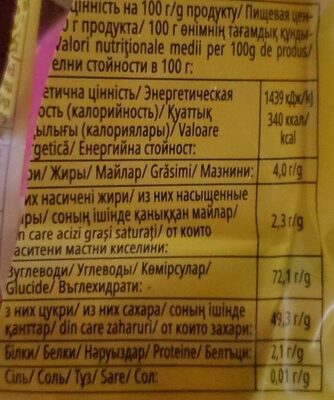 цінність на 100 г/g продукту/ Пищевая цен-
г продукта/ 100 г өнімнің тағамдық құнды-
Valori nutriționale medii per 100g de produs/
елни стойности в 100 г:
етична цінність/ Энергетическая
ость (калорийность)/ Қуаттық
ылығы (калориялары)/ Valoare
rgetică/ Енергийна стойност:
1439 кДж/kJ
340 ккал/
kcal
ри/ Жиры/ Майлар/ Grăsimi/ Мазнини:
4,0 г/g
их насичені жири/ из них насыщенные
иры/ соның ішінде қаныққан майлар/
n care acizi grași saturați/ от които
аситени мастни киселини:
2,3 г/g
Вуглеводи/ Углеводы/ Көмірсулар/
Glucide/ Въглехидрати:
72,1 г/g
з них цукри/ из них сахара/ соның ішінде
қанттар/ din care zaharuri/ от които захари:
49,3 г/g
Білки/ Белки/ Наруыздар/ Proteine/ Белтъци:
2,1 г/g
Сіль/ Соль/ Тұз/ Sare/ Сол:
0,01 г/g